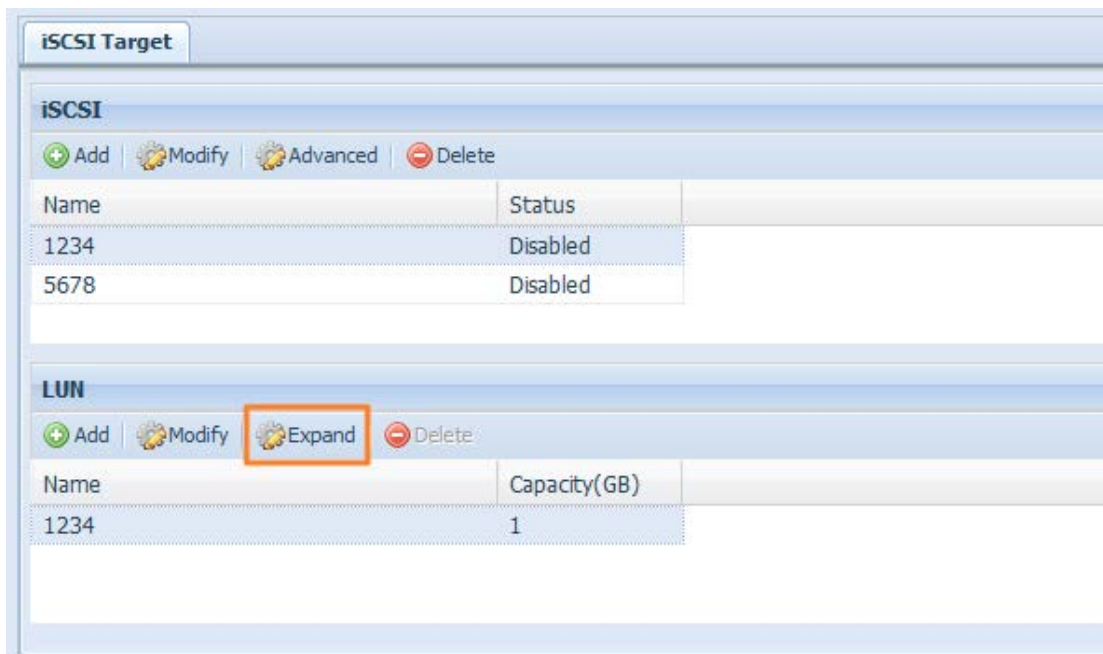 iSCSI Target
iSCSI
Add Modify Advanced Delete
Name Status
1234 Disabled
5678 Disabled
LUN
Add Modify Expand Delete
Name Capacity(GB)
1234 1